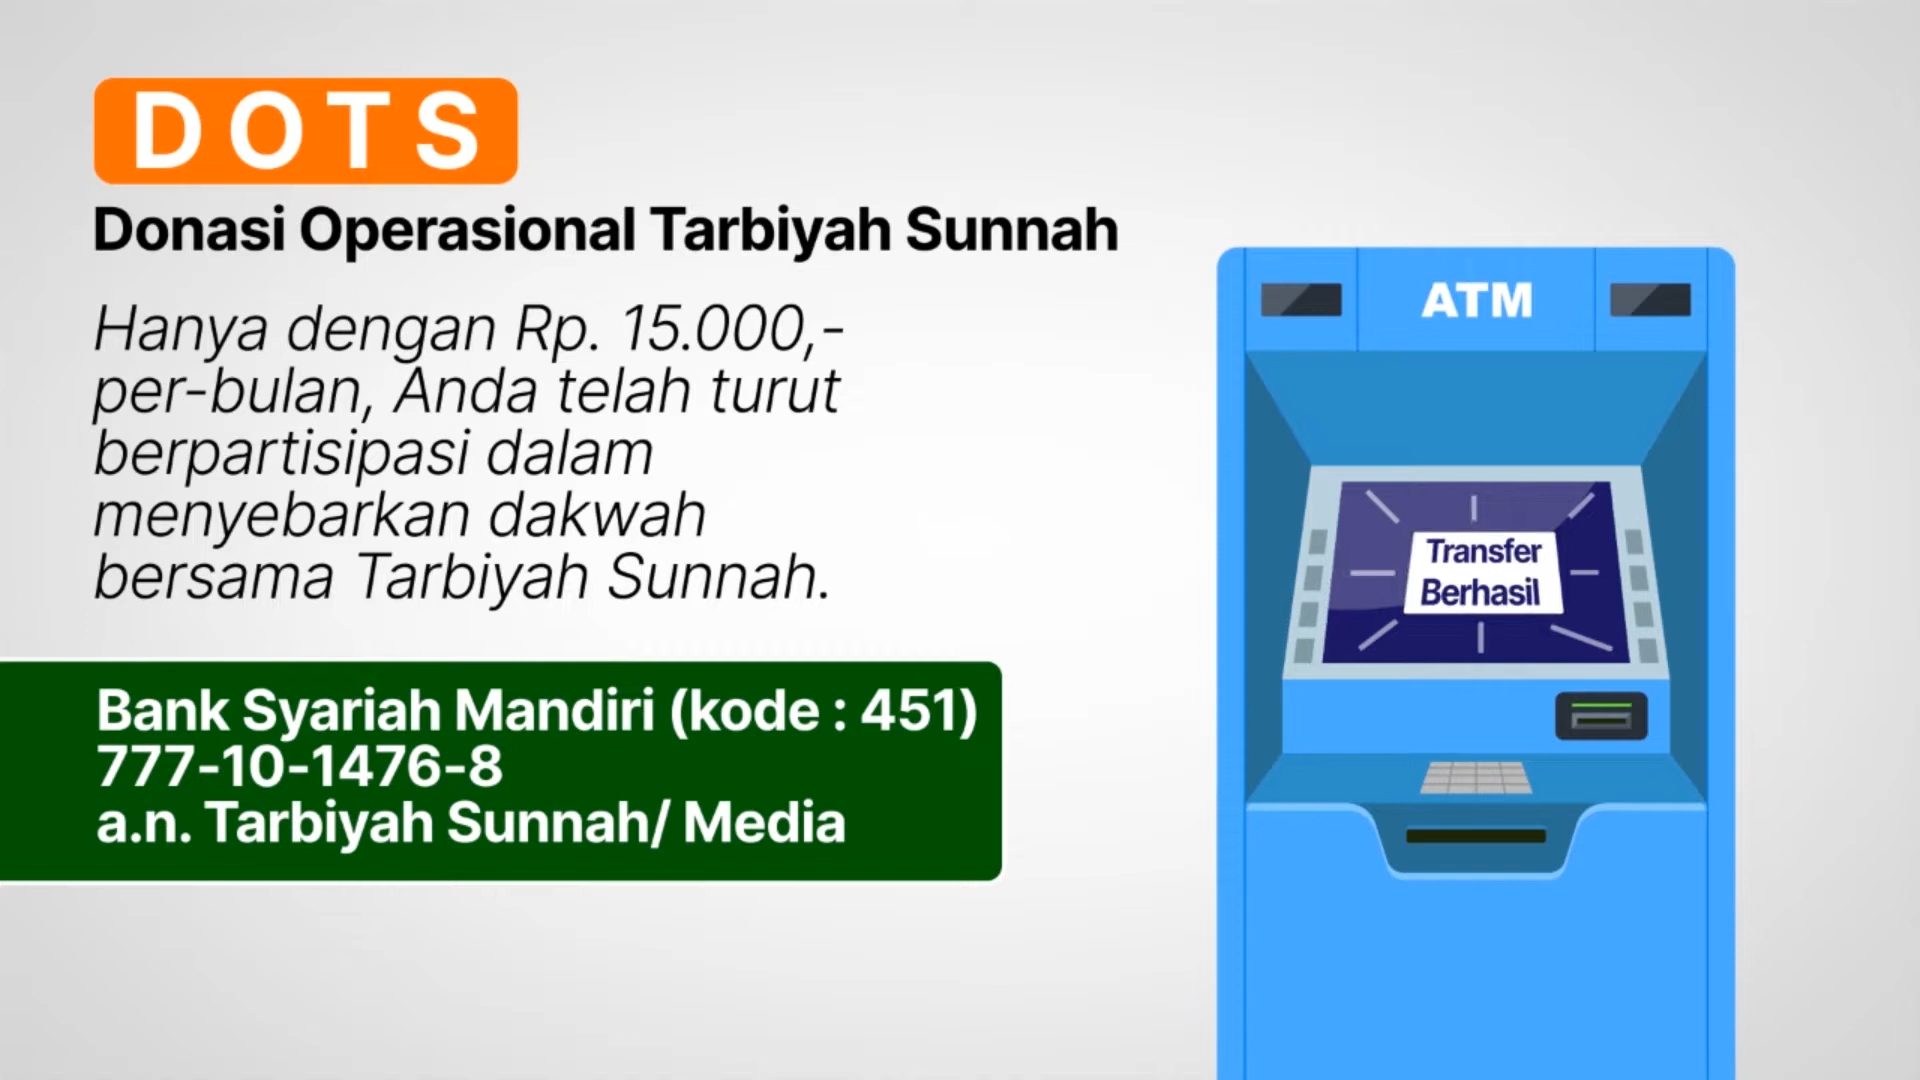 DOTS
Donasi Operasional Tarbiyah Sunnah
Hanya dengan Rp. 15.000,-
per-bulan, Anda telah turut
berpartisipasi dalam
menyebarkan dakwah
bersama Tarbiyah Sunnah.
Bank Syariah Mandiri (kode : 451)
777-10-1476-8
a.n. Tarbiyah Sunnah/ Media
ATM
Transfer
Berhasil